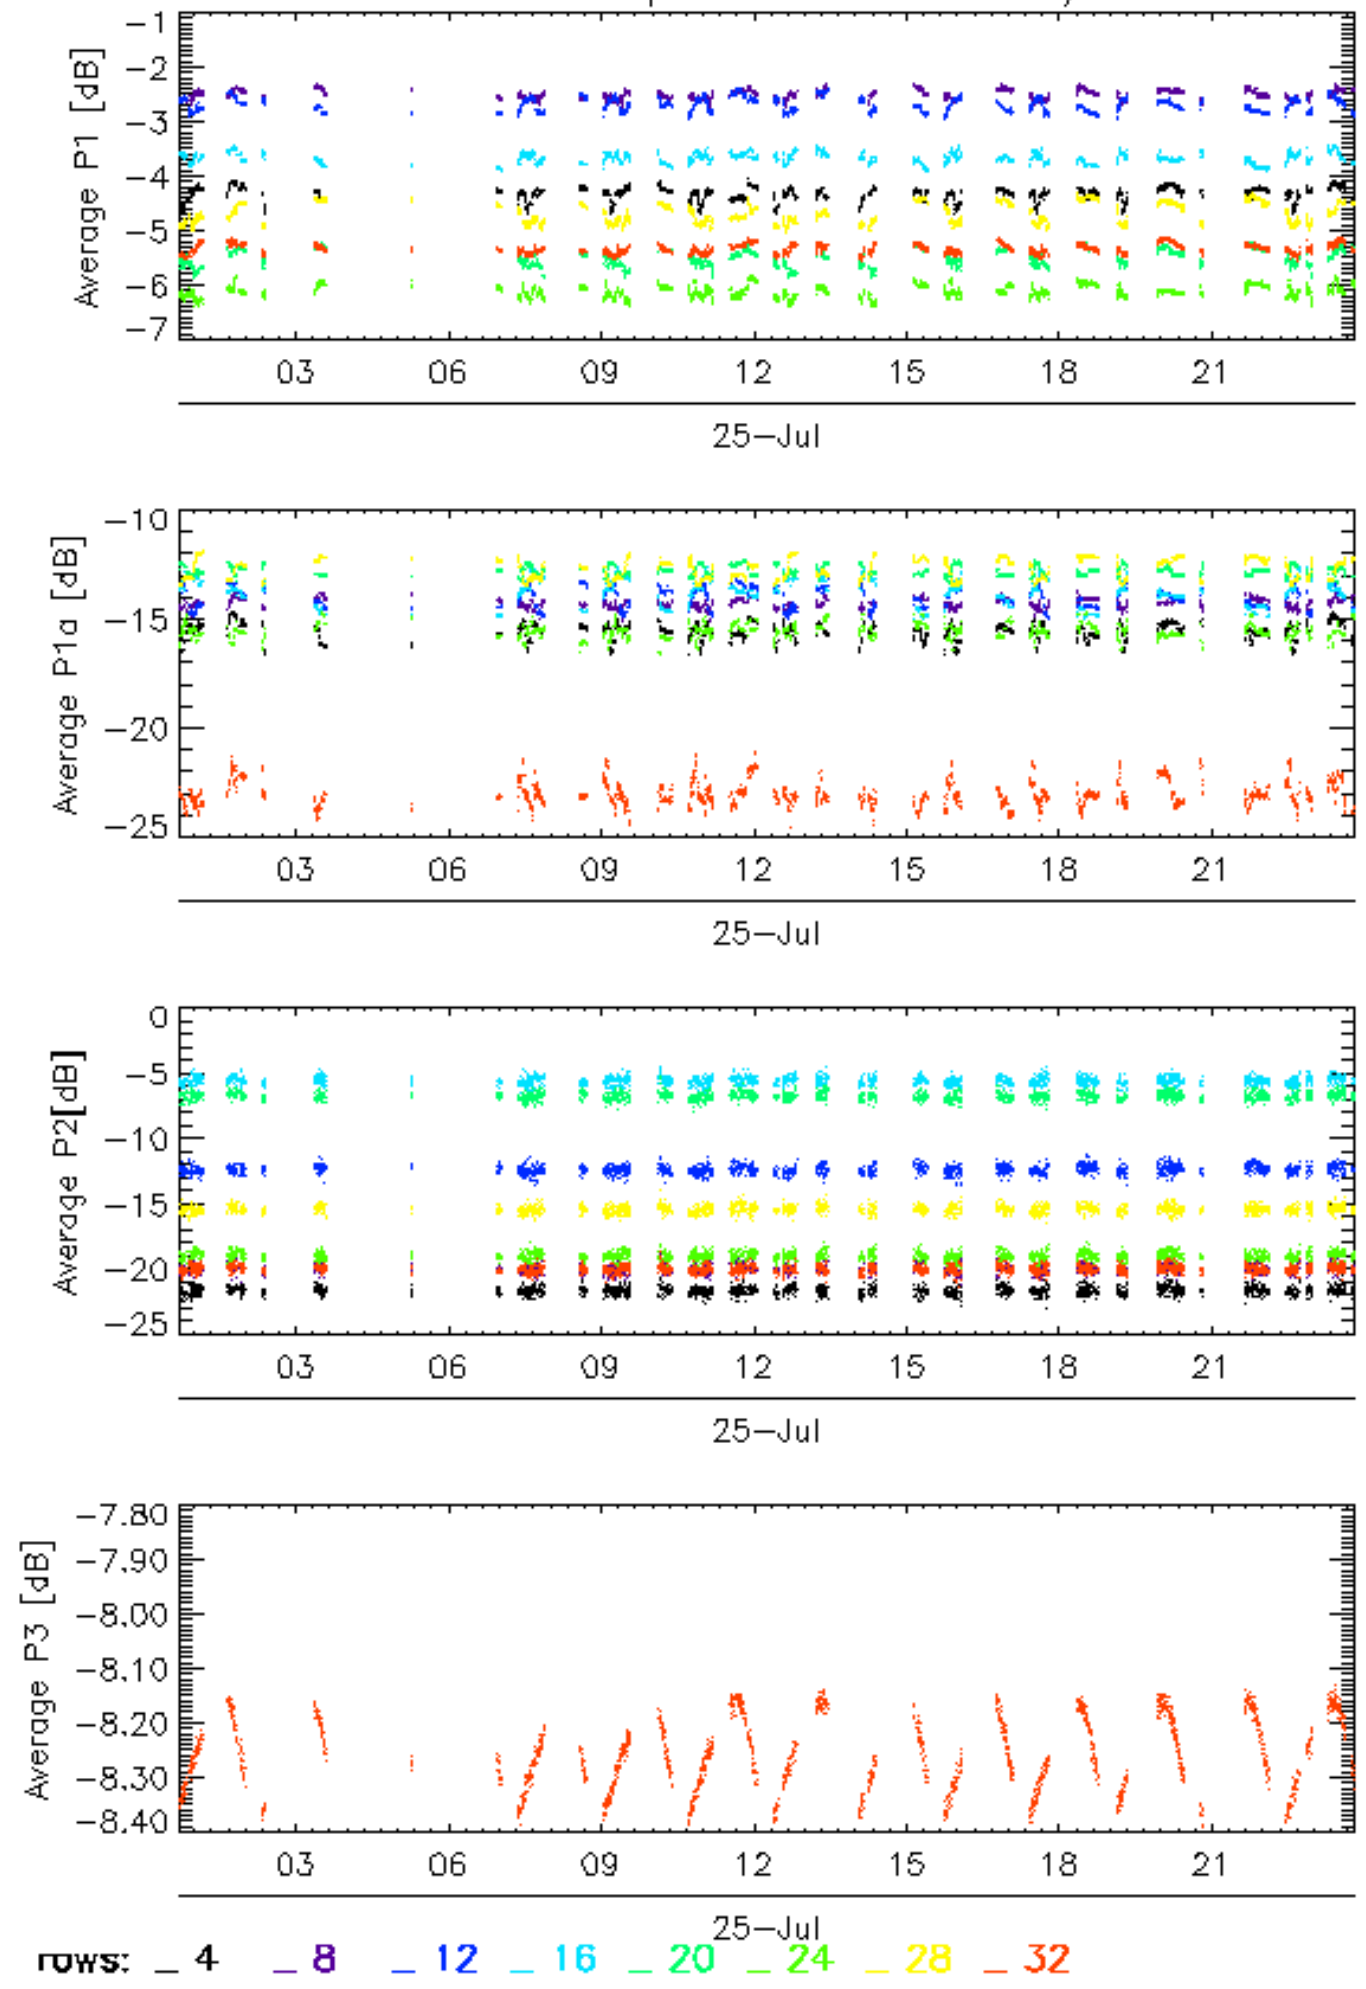 Average P1 [dB]
-1
-2
-3
-4
-5
-6
-7
03 06 09 12 15 18 21
25-Jul
Average P1a [dB]
-10
-15
-20
-25
03 06 09 12 15 18 21
25-Jul
Average P2[dB]
0
-5
-10
-15
-20
-25
03 06 09 12 15 18 21
25-Jul
Average P3 [dB]
-7.80
-7.90
-8.00
-8.10
-8.20
-8.30
-8.40
03 06 09 12 15 18 21
25-Jul
rows: _ 4 _ 8 _ 12 _ 16 _ 20 _ 24 _ 28 _ 32